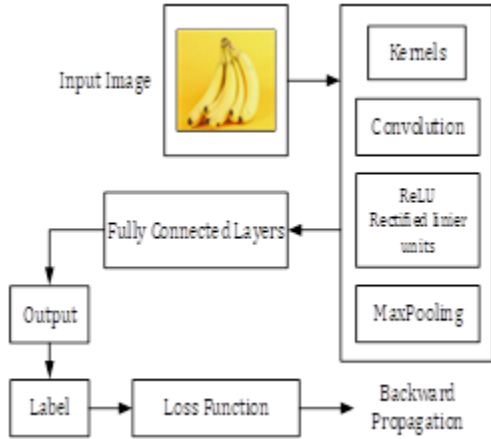 Input Image
Kernels
Convolution
ReLU
Rectified linier
units
MaxPooling
Fully Connected Layers
Output
Label
Loss Function
Backward
Propagation